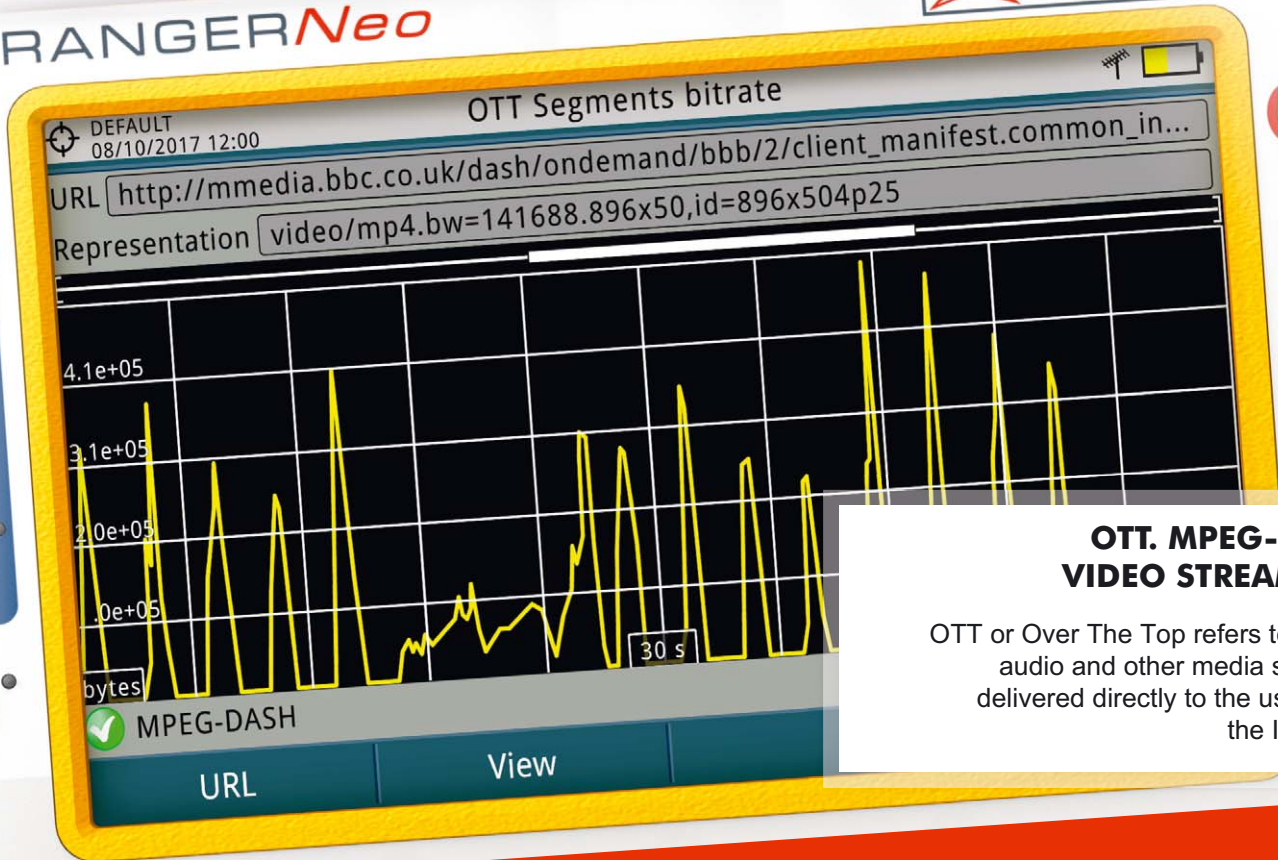 RANGERNeo
DEFAULT
08/10/2017 12:00
OTT Segments bitrate
URL http://mmedia.bbc.co.uk/dash/ondemand/bbb/2/client_manifest.common_in...
Representation video/mp4.bw=141688.896x50,id=896x504p25
4.1e+05
3.1e+05
2.0e+05
.0e+05
bytes
30 s
MPEG-DASH
URL
View
OTT. MPEG-
VIDEO STREA
OTT or Over The Top refers t
audio and other media s
delivered directly to the us
the